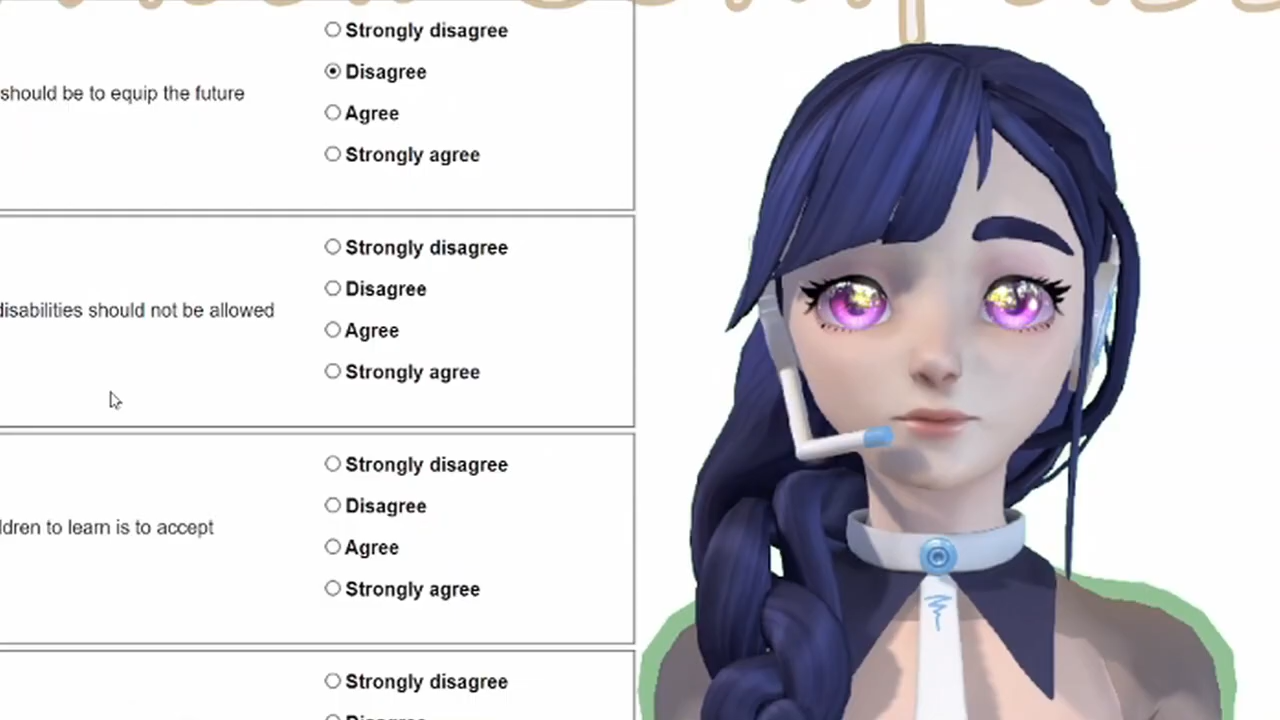 Strongly disagree
Disagree
should be to equip the future
Agree
Strongly agree
Strongly disagree
Disagree
disabilities should not be allowed
Agree
Strongly agree
Strongly disagree
Disagree
ldren to learn is to accept
Agree
Strongly agree
Strongly disagree
Disagree